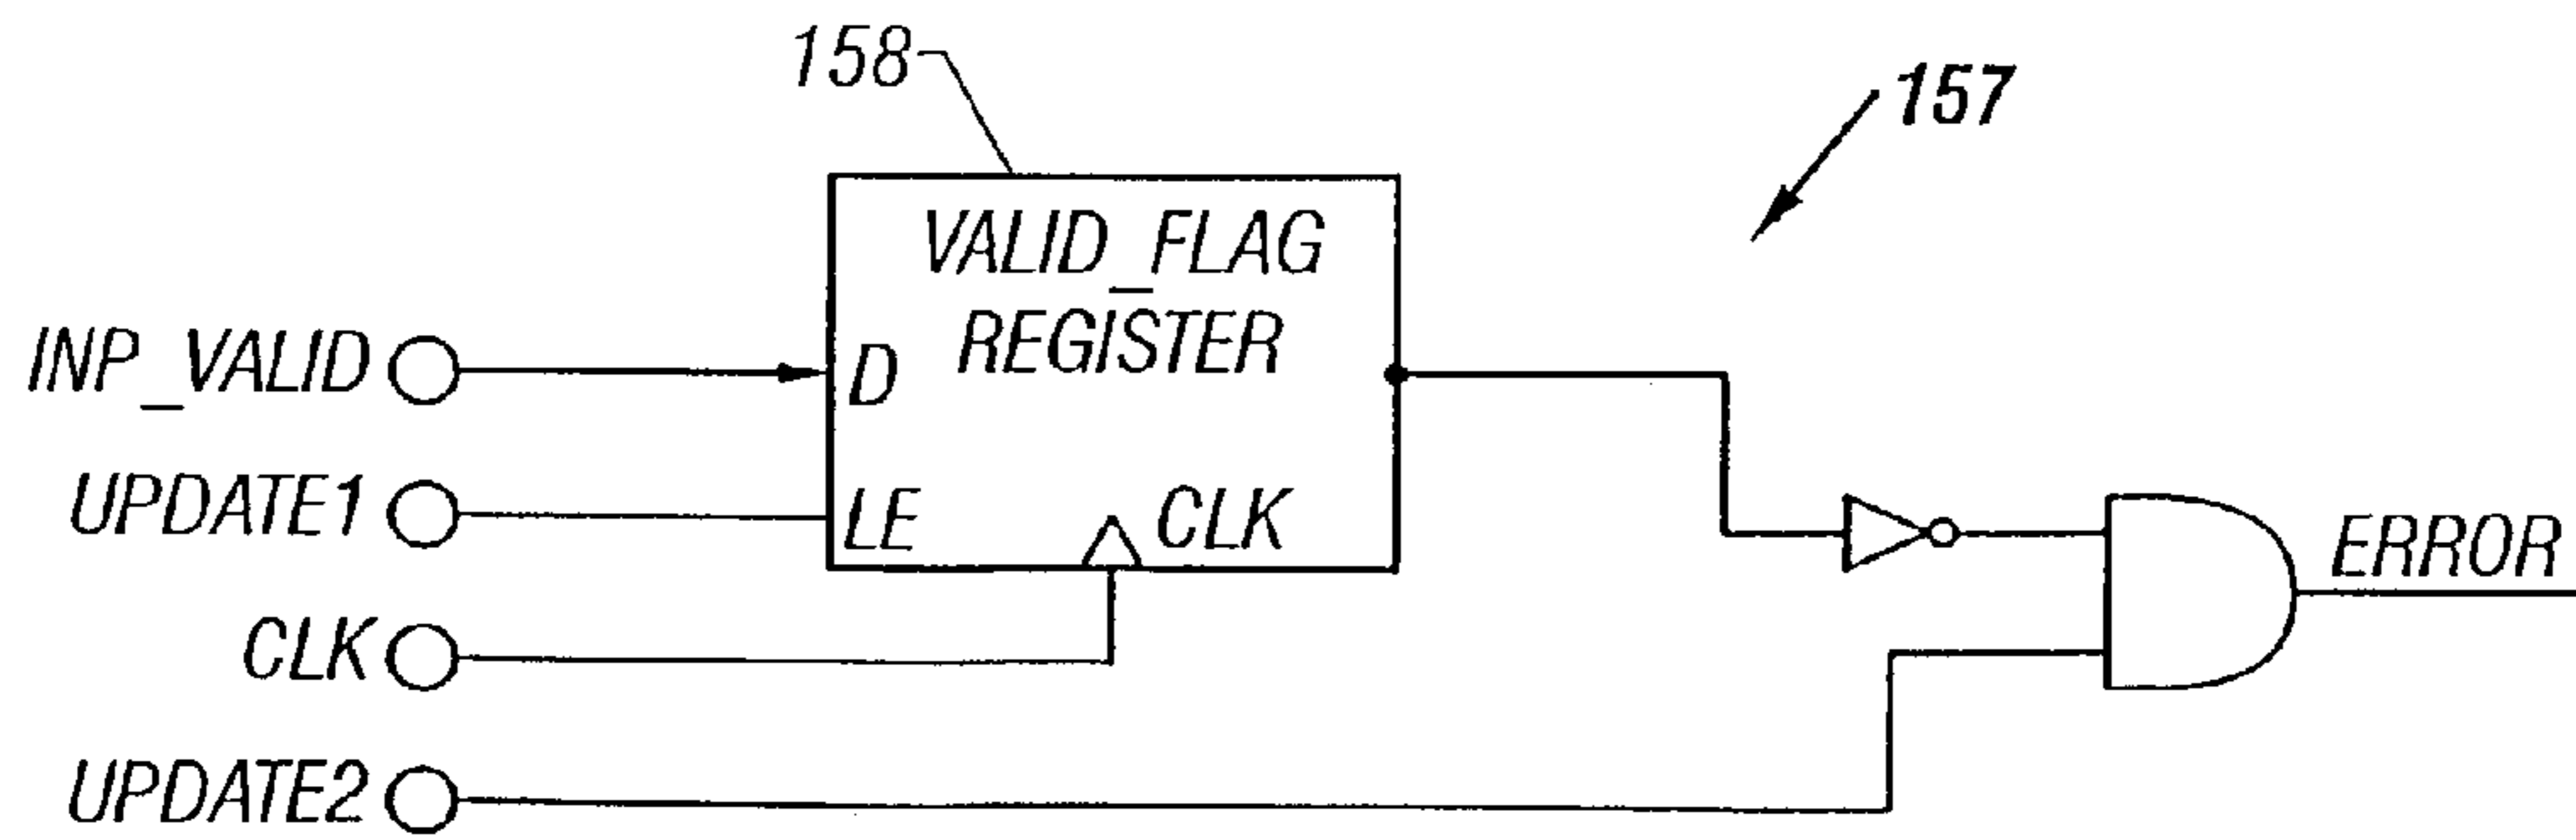 158
157
VALID_FLAG
REGISTER
INP_VALID
D
UPDATE1
LE
CLK
CLK
UPDATE2
ERROR